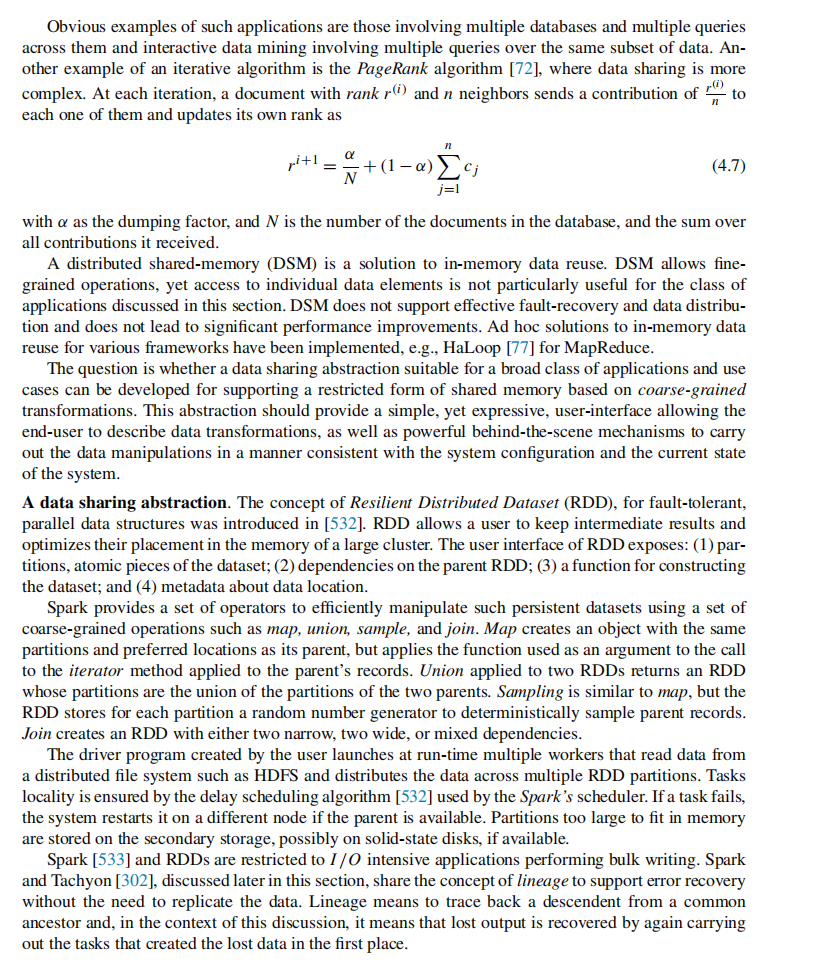 Obvious examples of such applications are those involving multiple databases and multiple queries
across them and interactive data mining involving multiple queries over the same subset of data. An-
other example of an iterative algorithm is the PageRank algorithm [72], where data sharing is more
complex. At each iteration, a document with rank r^(i) and n neighbors sends a contribution of r^(i)/n to
each one of them and updates its own rank as
r^{i+1} = α/N + (1 − α) ∑_{j=1}^{n} c_j (4.7)
with α as the dumping factor, and N is the number of the documents in the database, and the sum over
all contributions it received.
A distributed shared-memory (DSM) is a solution to in-memory data reuse. DSM allows fine-
grained operations, yet access to individual data elements is not particularly useful for the class of
applications discussed in this section. DSM does not support effective fault-recovery and data distribu-
tion and does not lead to significant performance improvements. Ad hoc solutions to in-memory data
reuse for various frameworks have been implemented, e.g., HaLoop [77] for MapReduce.
The question is whether a data sharing abstraction suitable for a broad class of applications and use
cases can be developed for supporting a restricted form of shared memory based on coarse-grained
transformations. This abstraction should provide a simple, yet expressive, user-interface allowing the
end-user to describe data transformations, as well as powerful behind-the-scene mechanisms to carry
out the data manipulations in a manner consistent with the system configuration and the current state
of the system.
A data sharing abstraction. The concept of Resilient Distributed Dataset (RDD), for fault-tolerant,
parallel data structures was introduced in [532]. RDD allows a user to keep intermediate results and
optimizes their placement in the memory of a large cluster. The user interface of RDD exposes: (1) par-
titions, atomic pieces of the dataset; (2) dependencies on the parent RDD; (3) a function for constructing
the dataset; and (4) metadata about data location.
Spark provides a set of operators to efficiently manipulate such persistent datasets using a set of
coarse-grained operations such as map, union, sample, and join. Map creates an object with the same
partitions and preferred locations as its parent, but applies the function used as an argument to the call
to the iterator method applied to the parent's records. Union applied to two RDDs returns an RDD
whose partitions are the union of the partitions of the two parents. Sampling is similar to map, but the
RDD stores for each partition a random number generator to deterministically sample parent records.
Join creates an RDD with either two narrow, two wide, or mixed dependencies.
The driver program created by the user launches at run-time multiple workers that read data from
a distributed file system such as HDFS and distributes the data across multiple RDD partitions. Tasks
locality is ensured by the delay scheduling algorithm [532] used by the Spark's scheduler. If a task fails,
the system restarts it on a different node if the parent is available. Partitions too large to fit in memory
are stored on the secondary storage, possibly on solid-state disks, if available.
Spark [533] and RDDs are restricted to I/O intensive applications performing bulk writing. Spark
and Tachyon [302], discussed later in this section, share the concept of lineage to support error recovery
without the need to replicate the data. Lineage means to trace back a descendent from a common
ancestor and, in the context of this discussion, it means that lost output is recovered by again carrying
out the tasks that created the lost data in the first place.